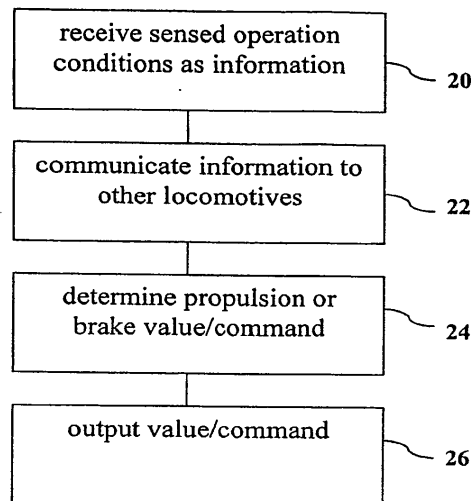 receive sensed operation
conditions as information
20
communicate information to
other locomotives
22
determine propulsion or
brake value/command
24
output value/command
26